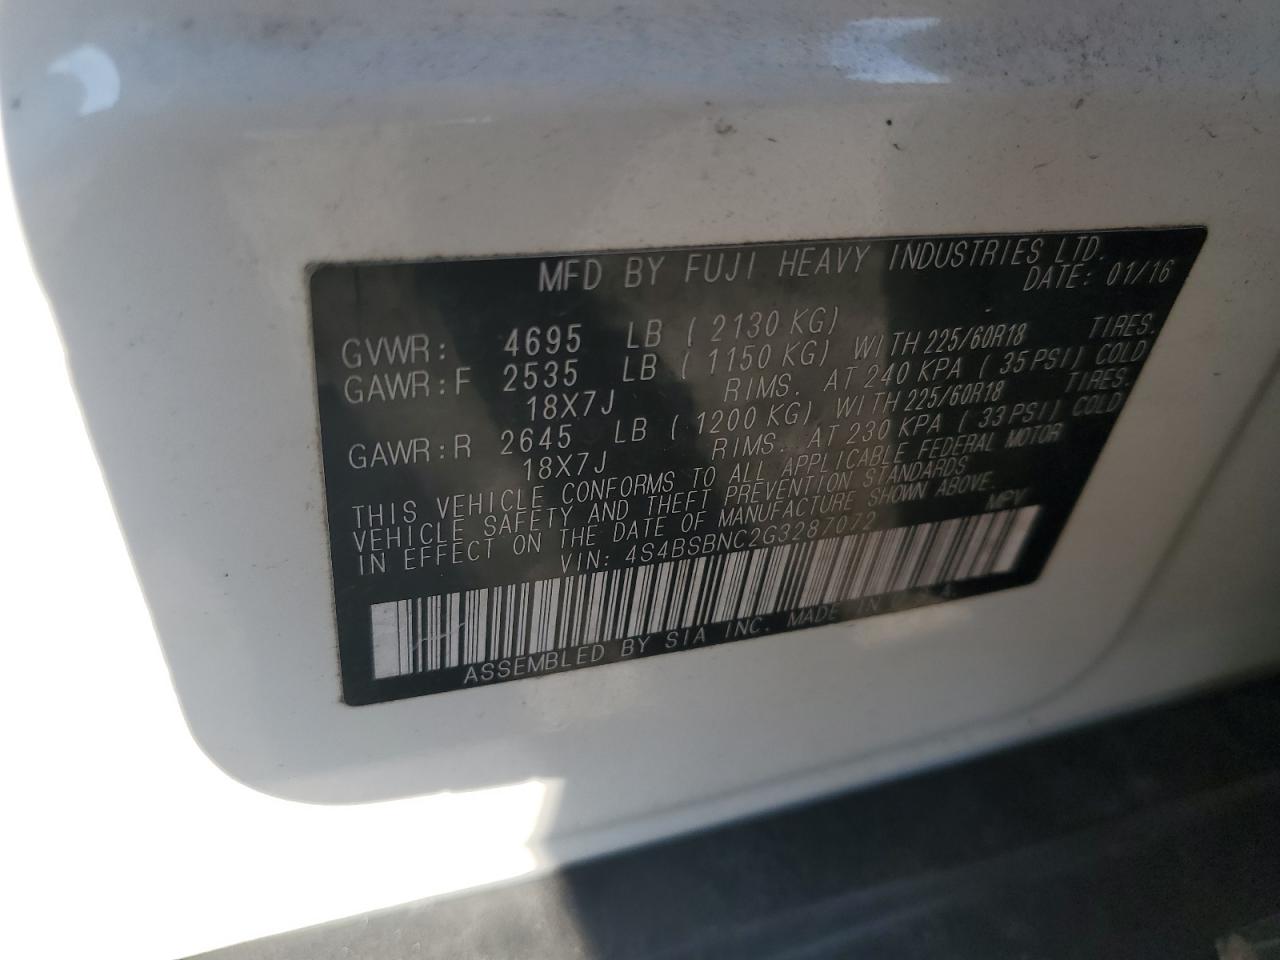 MFD BY FUJI HEAVY INDUSTRIES LTD.
DATE: 01/16
GVWR: 4695 LB ( 2130 KG)
GAWR:F 2535 LB ( 1150 KG) WITH 225/60R18 TIRES.
18X7J RIMS. AT 240 KPA ( 35 PSI) COLD
GAWR:R 2645 LB ( 1200 KG) WITH 225/60R18 TIRES.
18X7J RIMS. AT 230 KPA ( 33 PSI) COLD
THIS VEHICLE CONFORMS TO ALL APPLICABLE FEDERAL MOTOR
VEHICLE SAFETY AND THEFT PREVENTION STANDARDS
IN EFFECT ON THE DATE OF MANUFACTURE SHOWN ABOVE.
VIN: 4S4BSBNC2G3287072 MPV
ASSEMBLED BY SIA INC. MADE IN U.S.A.